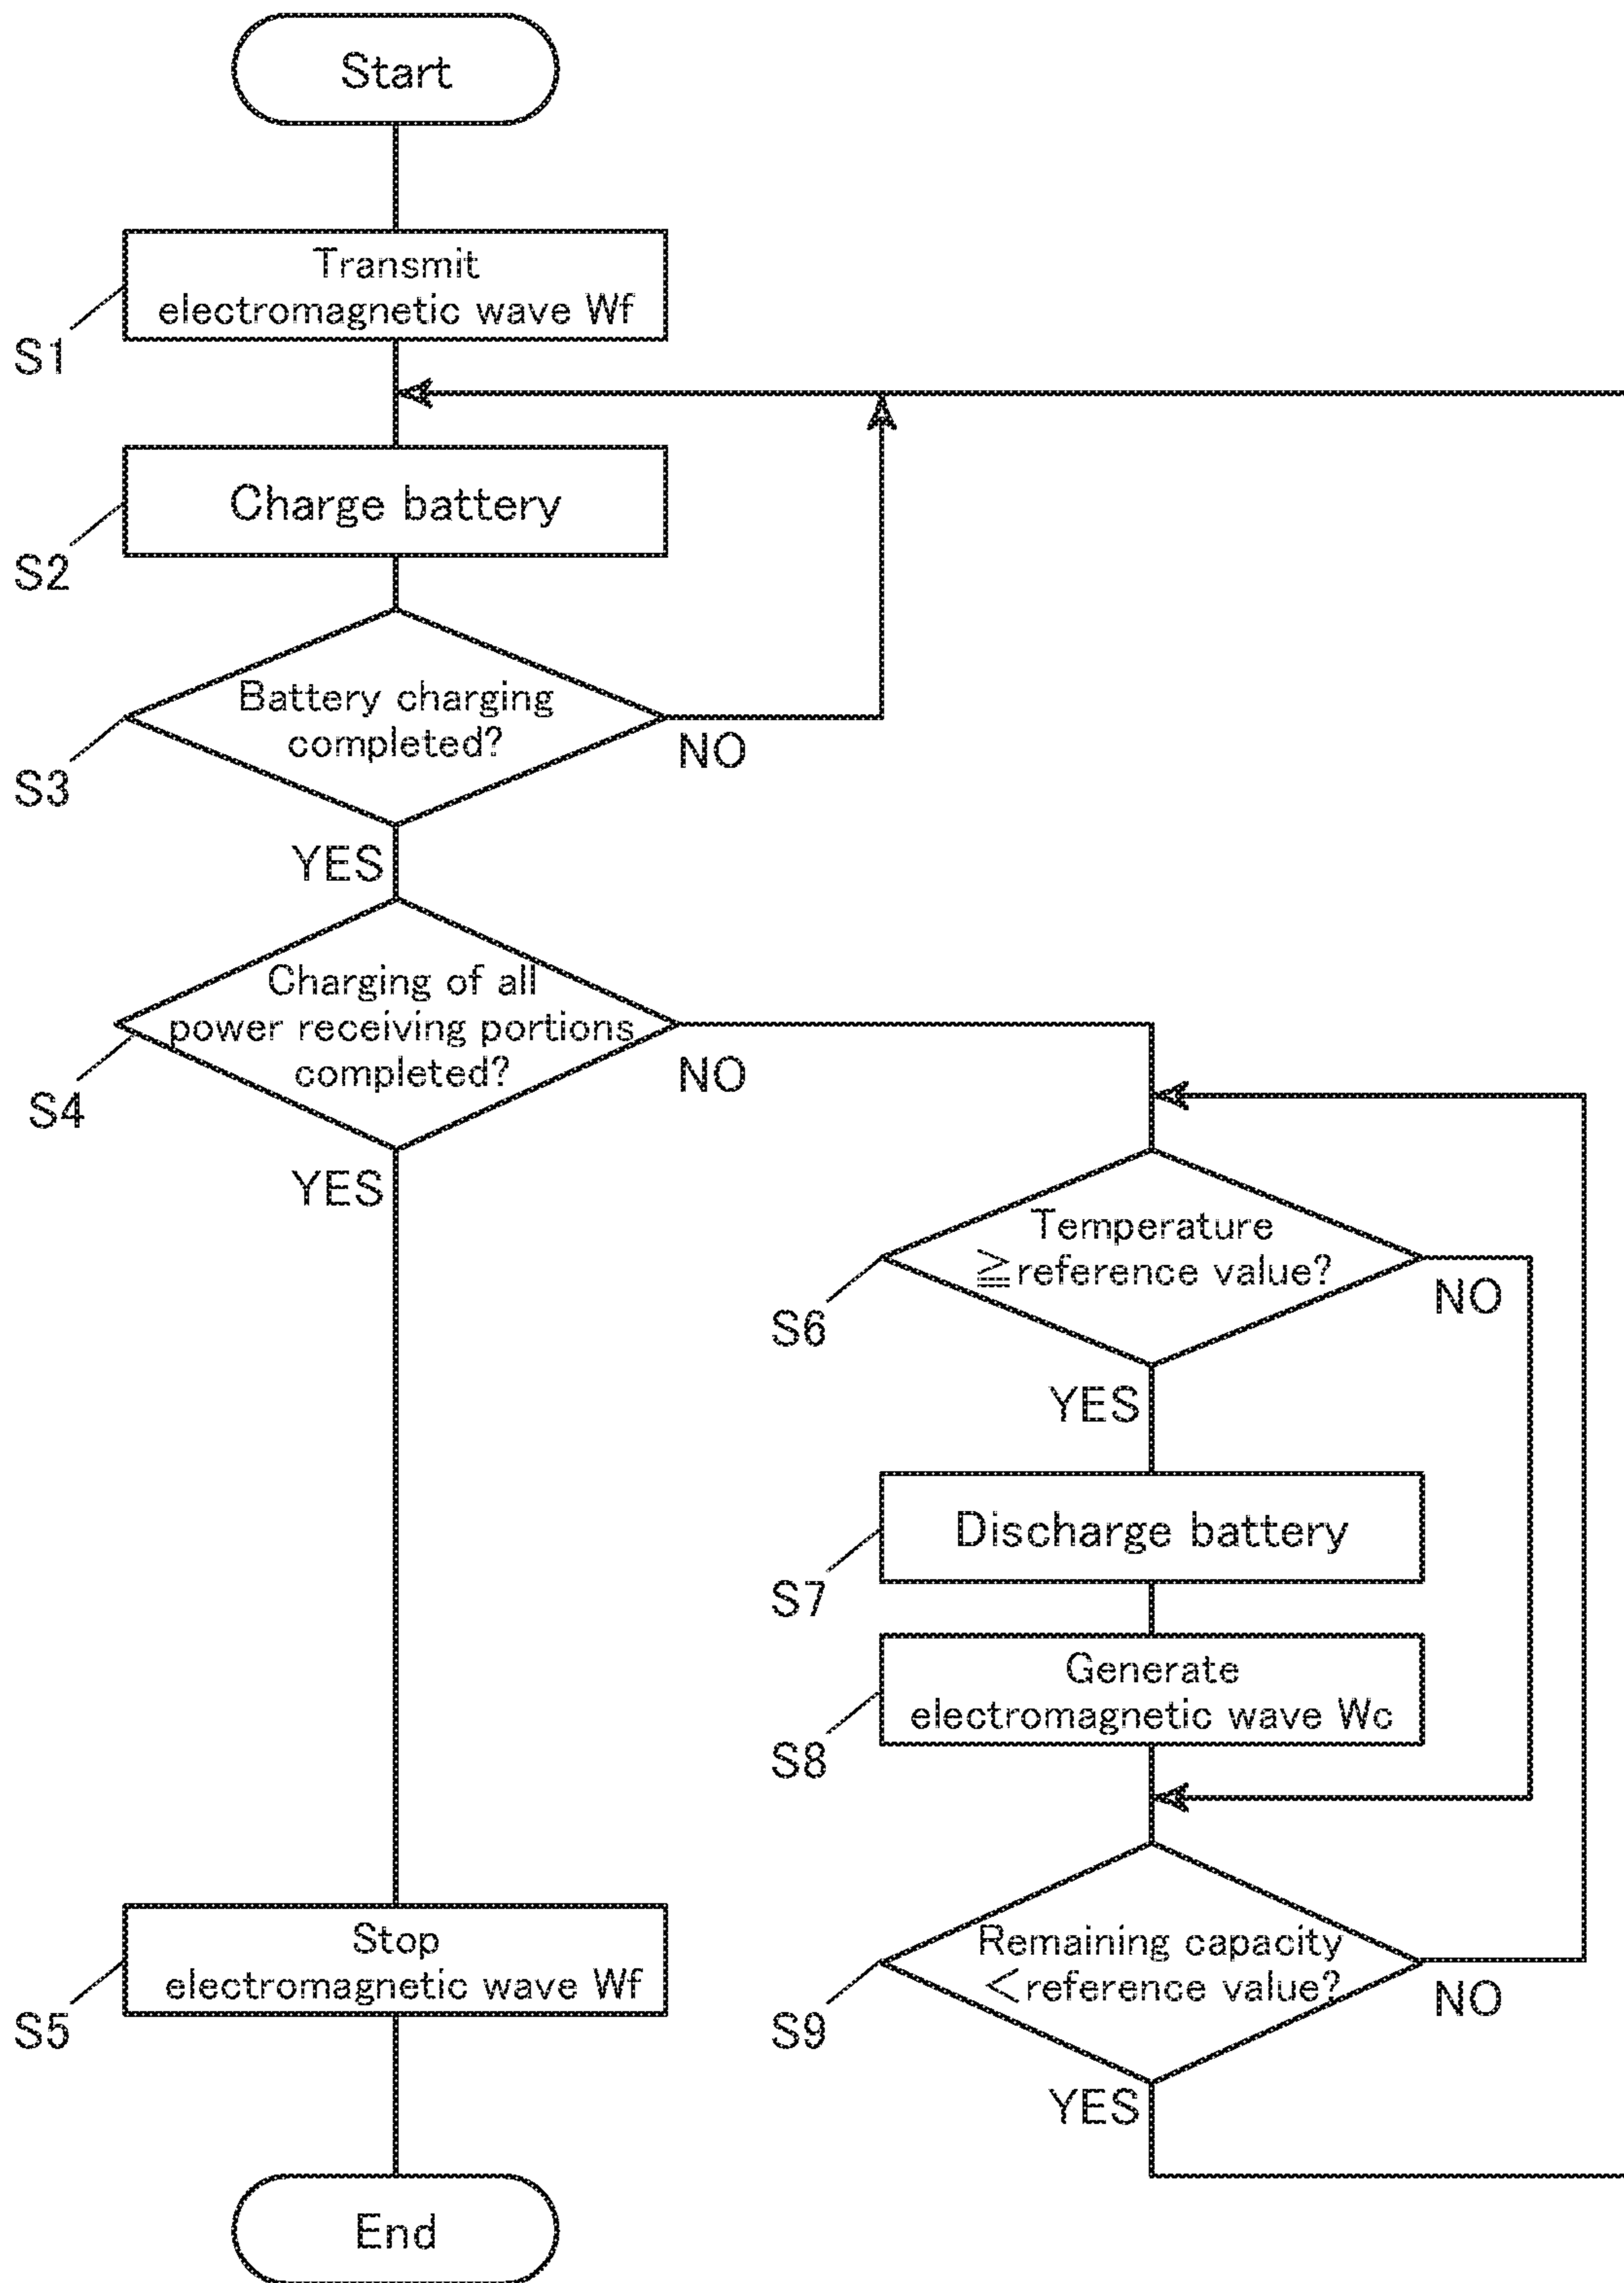 Start
Transmit
electromagnetic wave Wf
S1
Charge battery
S2
Battery charging
completed?
S3
NO
YES
Charging of all
power receiving portions
completed?
S4
NO
YES
Temperature
≧reference value?
S6
NO
YES
Discharge battery
S7
Generate
electromagnetic wave Wc
S8
Stop
electromagnetic wave Wf
S5
Remaining capacity
<reference value?
S9
NO
YES
End